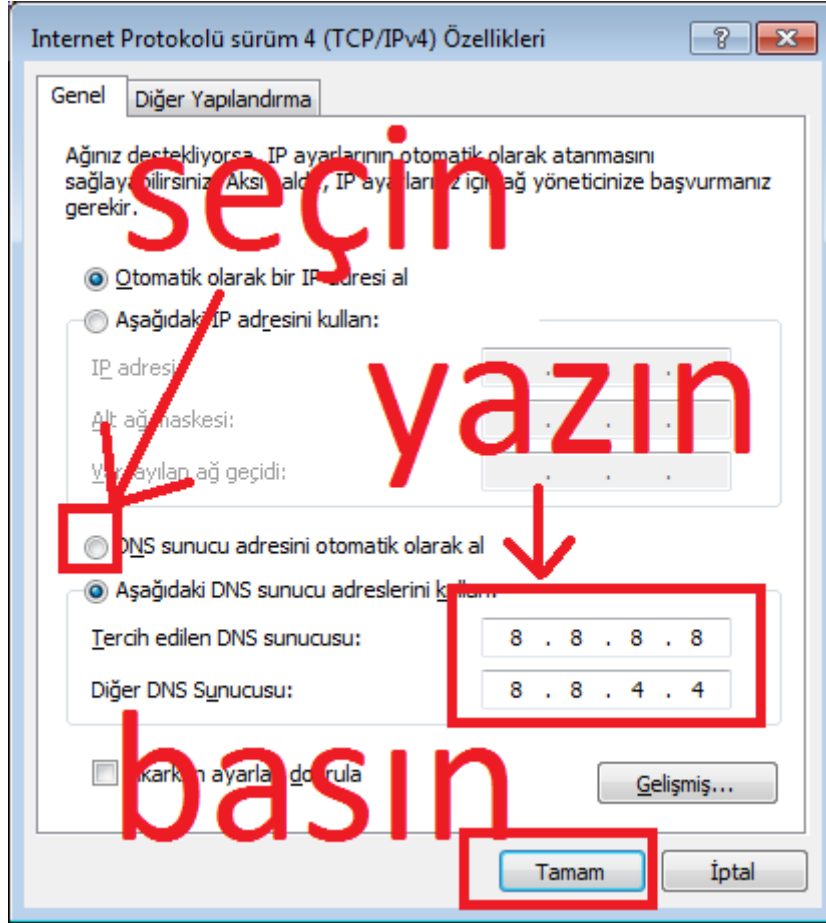 Internet Protokolü sürüm 4 (TCP/IPv4) Özellikleri
Genel
Diğer Yapılandırma
Ağınız destekliyorsa, IP ayarlarının otomatik olarak atanmasını
sağlayabilirsiniz. Aksi halde, IP ayarlarınız için ağ yöneticinize başvurmanız
gerekir.
seçin
Otomatik olarak bir IP adresi al
Aşağıdaki IP adresini kullan:
IP adresi:
yazın
Alt ağ maskesi:
Varsayılan ağ geçidi:
DNS sunucu adresini otomatik olarak al
Aşağıdaki DNS sunucu adreslerini kullan:
Tercih edilen DNS sunucusu:
8 . 8 . 8 . 8
Diğer DNS Sunucusu:
8 . 8 . 4 . 4
basın
Çıkarken ayarları doğrula
Gelişmiş...
Tamam
İptal